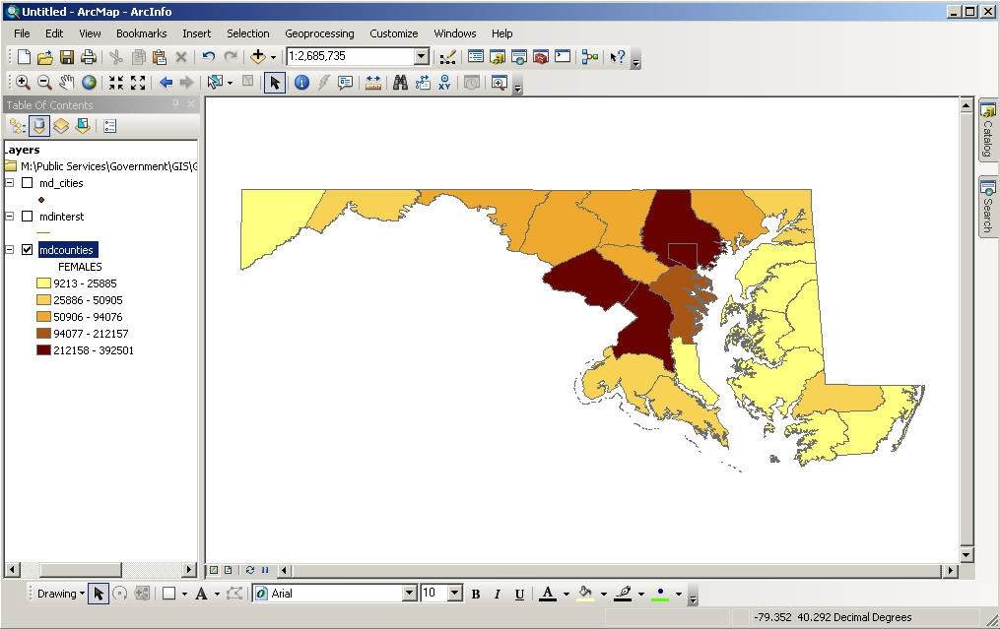 Untitled - ArcMap - ArcInfo
File Edit View Bookmarks Insert Selection Geoprocessing Customize Windows Help
1:2,685,735
Table Of Contents
Layers
M:\Public Services\Government\GIS\G
md_cities
mdinterst
mdcounties
FEMALES
9213 - 25885
25886 - 50905
50906 - 94076
94077 - 212157
212158 - 392501
Catalog
Search
Drawing A Arial 10 B I U A
-79.352 40.292 Decimal Degrees